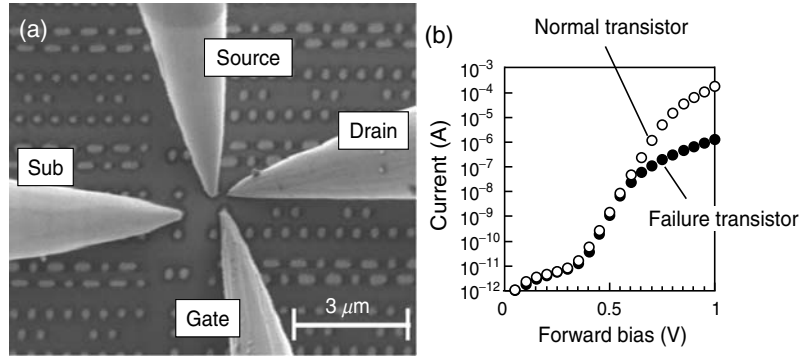 (a)
Source
Drain
Sub
Gate
3 μm
(b)
Normal transistor
10⁻³
10⁻⁴
10⁻⁵
10⁻⁶
10⁻⁷
10⁻⁸
10⁻⁹
10⁻¹⁰
10⁻¹¹
10⁻¹²
Current (A)
Failure transistor
0 0.5 1
Forward bias (V)